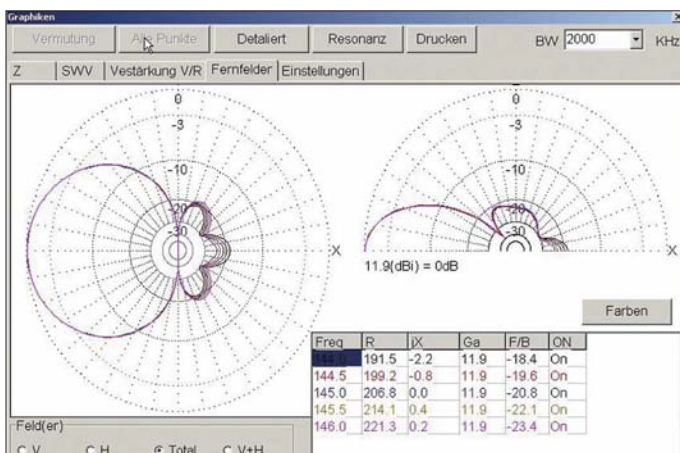 Graphiken
Vermutung Alle Punkte Detaliert Resonanz Drucken BW 2000 KHz
Z SWV Vestärkung V/R Fernfelder Einstellungen
0 0
-3 -3
-10 -10
-20 -20
-30 -30
X X
11.9(dBi) = 0dB
Farben
Freq R jX Ga F/B ON
144.0 191.5 -2.2 11.9 -18.4 On
144.5 199.2 -0.8 11.9 -19.6 On
145.0 206.8 0.0 11.9 -20.8 On
145.5 214.1 0.4 11.9 -22.1 On
146.0 221.3 0.2 11.9 -23.4 On
Feld(er)
V H Total V+H